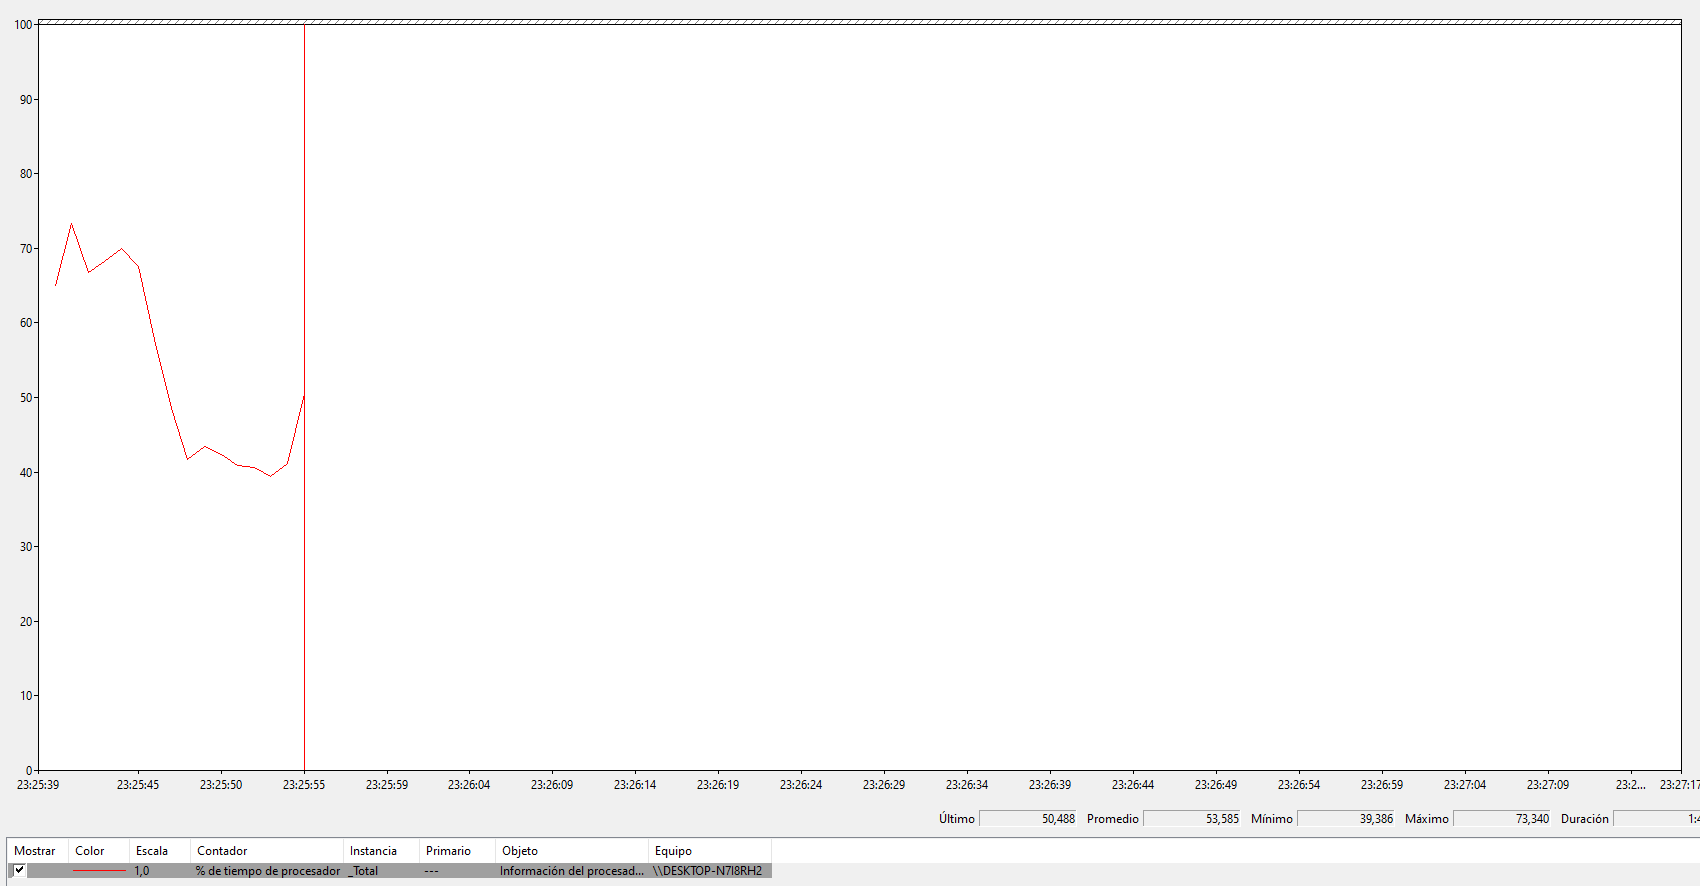 100
90
80
70
60
50
40
30
20
10
0
23:25:39 23:25:45 23:25:50 23:25:55 23:25:59 23:26:04 23:26:09 23:26:14 23:26:19 23:26:24 23:26:29 23:26:34 23:26:39 23:26:44 23:26:49 23:26:54 23:26:59 23:27:04 23:27:09 23:2... 23:27:17
Último 50,488 Promedio 53,585 Mínimo 39,386 Máximo 73,340 Duración 1:4
Mostrar Color Escala Contador Instancia Primario Objeto Equipo
1,0 % de tiempo de procesador _Total --- Información del procesad... \\DESKTOP-N7I8RH2